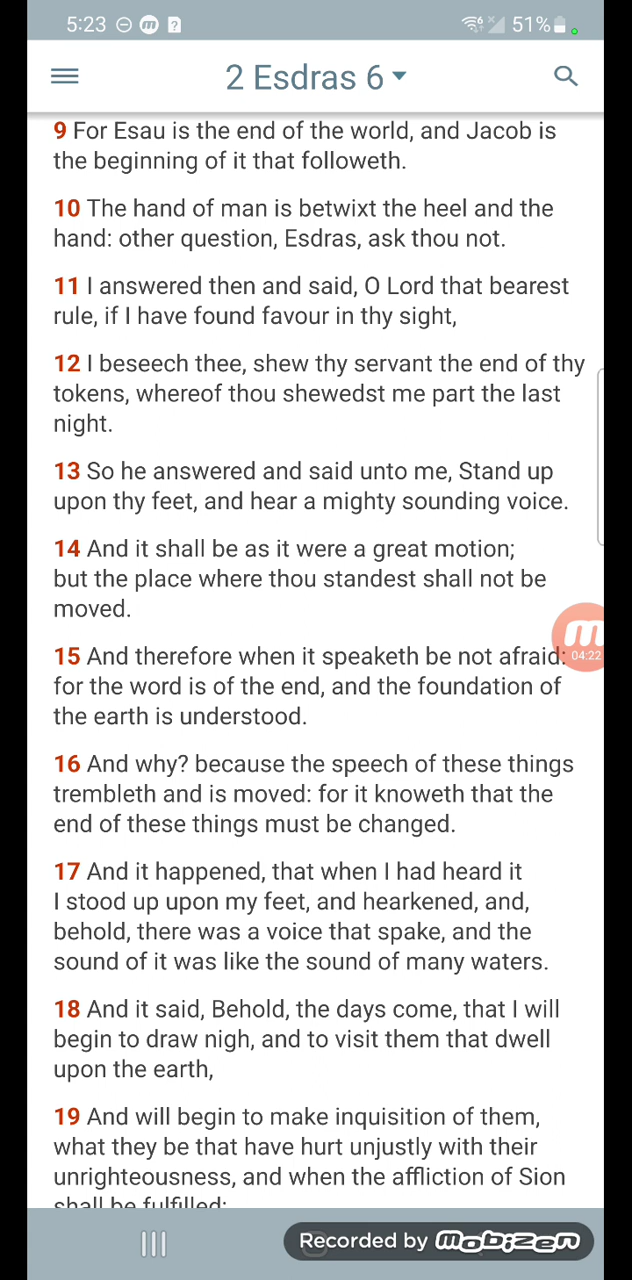 5:23 m ? 6 51%
2 Esdras 6
9 For Esau is the end of the world, and Jacob is
the beginning of it that followeth.
10 The hand of man is betwixt the heel and the
hand: other question, Esdras, ask thou not.
11 I answered then and said, O Lord that bearest
rule, if I have found favour in thy sight,
12 I beseech thee, shew thy servant the end of thy
tokens, whereof thou shewedst me part the last
night.
13 So he answered and said unto me, Stand up
upon thy feet, and hear a mighty sounding voice.
14 And it shall be as it were a great motion;
but the place where thou standest shall not be
moved.
m
04:22
15 And therefore when it speaketh be not afraid:
for the word is of the end, and the foundation of
the earth is understood.
16 And why? because the speech of these things
trembleth and is moved: for it knoweth that the
end of these things must be changed.
17 And it happened, that when I had heard it
I stood up upon my feet, and hearkened, and,
behold, there was a voice that spake, and the
sound of it was like the sound of many waters.
18 And it said, Behold, the days come, that I will
begin to draw nigh, and to visit them that dwell
upon the earth,
19 And will begin to make inquisition of them,
what they be that have hurt unjustly with their
unrighteousness, and when the affliction of Sion
shall be fulfilled:
Recorded by mobizen